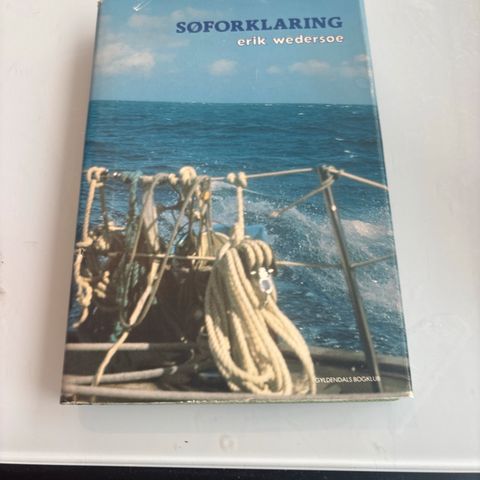 SØFORKLARING
erik wedersoe
GYLDENDALS BOGKLUB